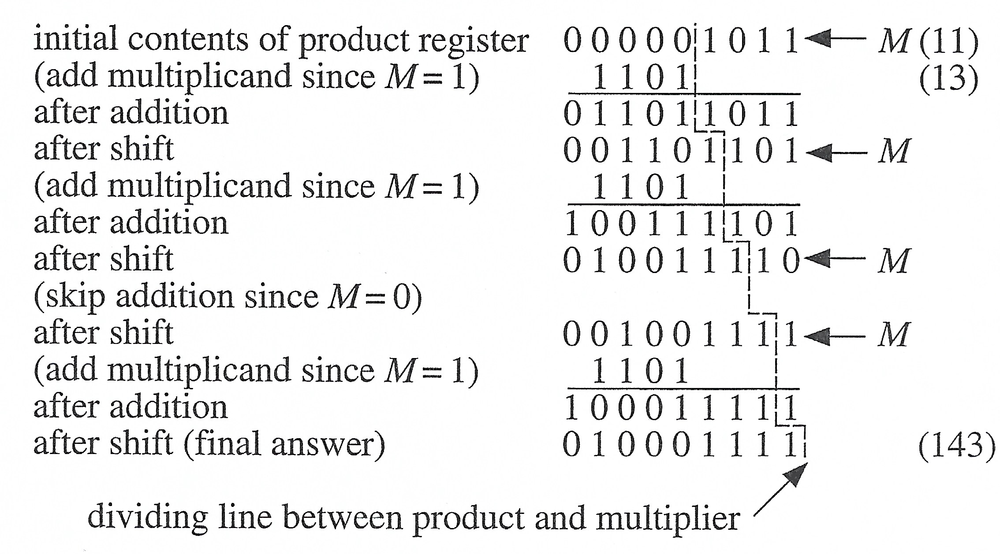 initial contents of product register 0 0 0 0 0 1 0 1 1 M (11)
(add multiplicand since M = 1) 1 1 0 1 (13)
after addition 0 1 1 0 1 1 0 1 1
after shift 0 0 1 1 0 1 1 0 1 M
(add multiplicand since M = 1) 1 1 0 1
after addition 1 0 0 1 1 1 1 0 1
after shift 0 1 0 0 1 1 1 1 0 M
(skip addition since M = 0)
after shift 0 0 1 0 0 1 1 1 1 M
(add multiplicand since M = 1) 1 1 0 1
after addition 1 0 0 0 1 1 1 1 1
after shift (final answer) 0 1 0 0 0 1 1 1 1 (143)
dividing line between product and multiplier